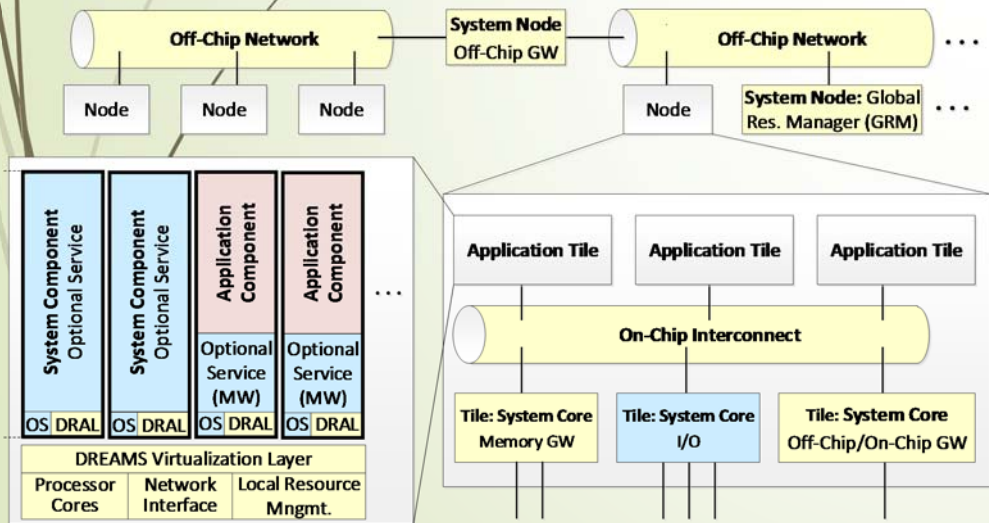 Off-Chip Network
System Node
Off-Chip GW
Off-Chip Network
...
Node
Node
Node
Node
System Node: Global
Res. Manager (GRM)
...
System Component
Optional Service
System Component
Optional Service
Application
Component
Application
Component
...
Optional
Service
(MW)
Optional
Service
(MW)
OS DRAL
OS DRAL
OS DRAL
OS DRAL
DREAMS Virtualization Layer
Processor
Cores
Network
Interface
Local Resource
Mngmt.
Application Tile
Application Tile
Application Tile
On-Chip Interconnect
Tile: System Core
Memory GW
Tile: System Core
I/O
Tile: System Core
Off-Chip/On-Chip GW